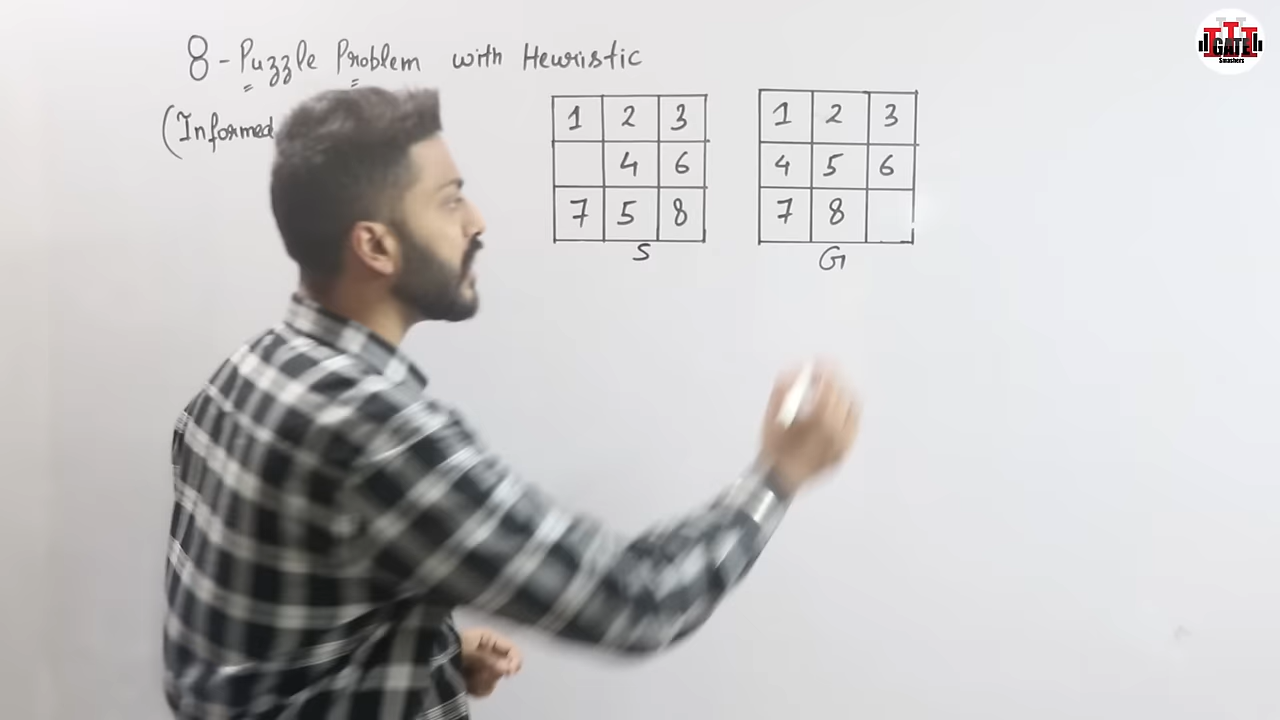 8-Puzzle Problem with Heuristic
(Informed
1 2 3
4 6
7 5 8
S
1 2 3
4 5 6
7 8
G
GATE
Smashers